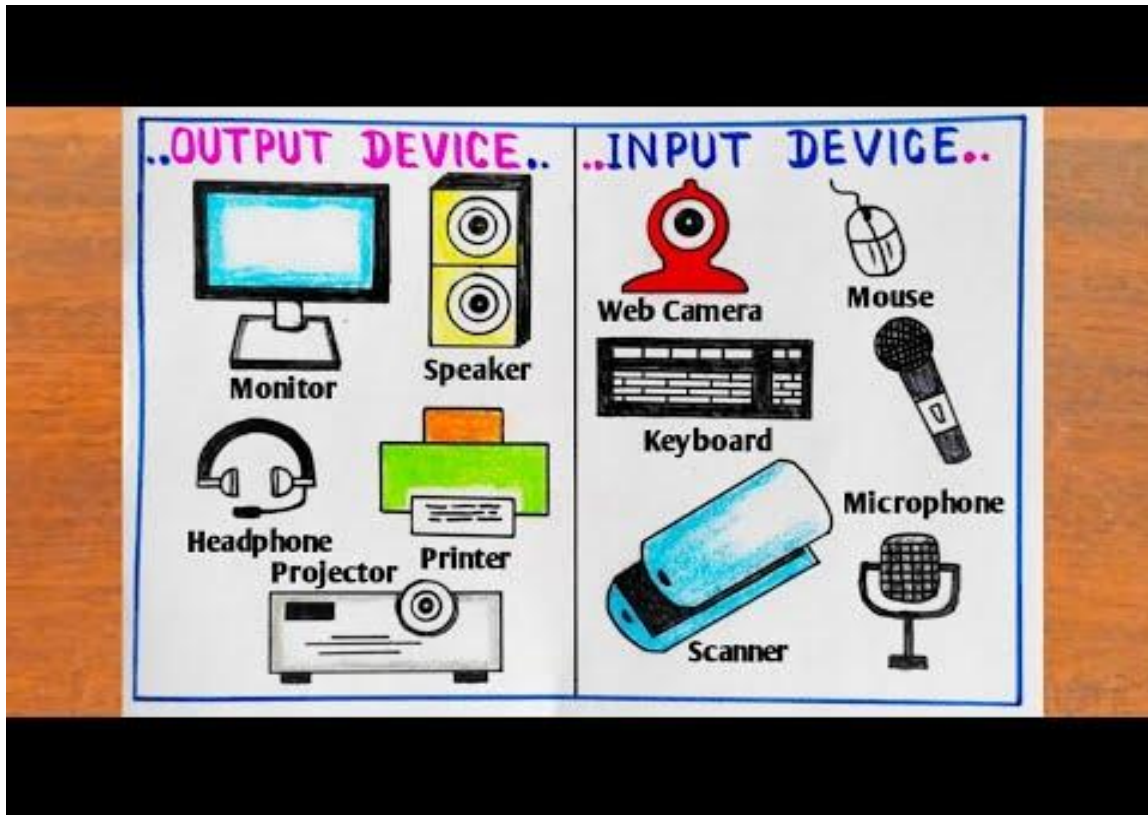 ..OUTPUT DEVICE..
Monitor
Speaker
Headphone
Printer
Projector
..INPUT DEVICE..
Web Camera
Mouse
Keyboard
Microphone
Scanner